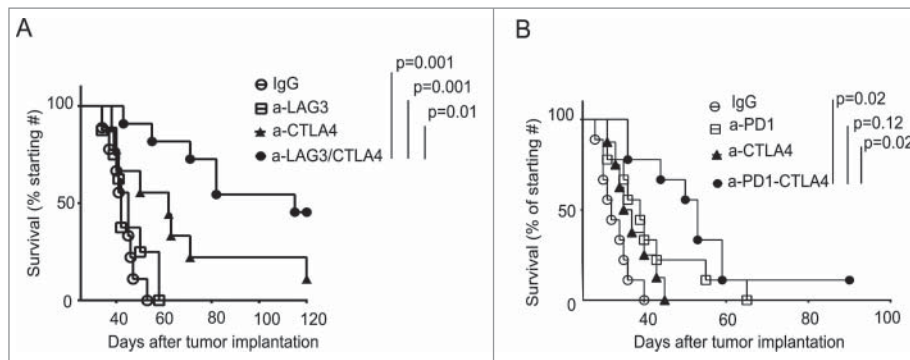 A
IgG
a-LAG3
a-CTLA4
a-LAG3/CTLA4
p=0.001
p=0.001
p=0.01
Survival (% starting #)
100
50
0
40
60
80
100
120
Days after tumor implantation
B
IgG
a-PD1
a-CTLA4
a-PD1-CTLA4
p=0.02
p=0.12
p=0.02
Survival (% of starting #)
100
50
0
40
60
80
100
Days after tumor implantation